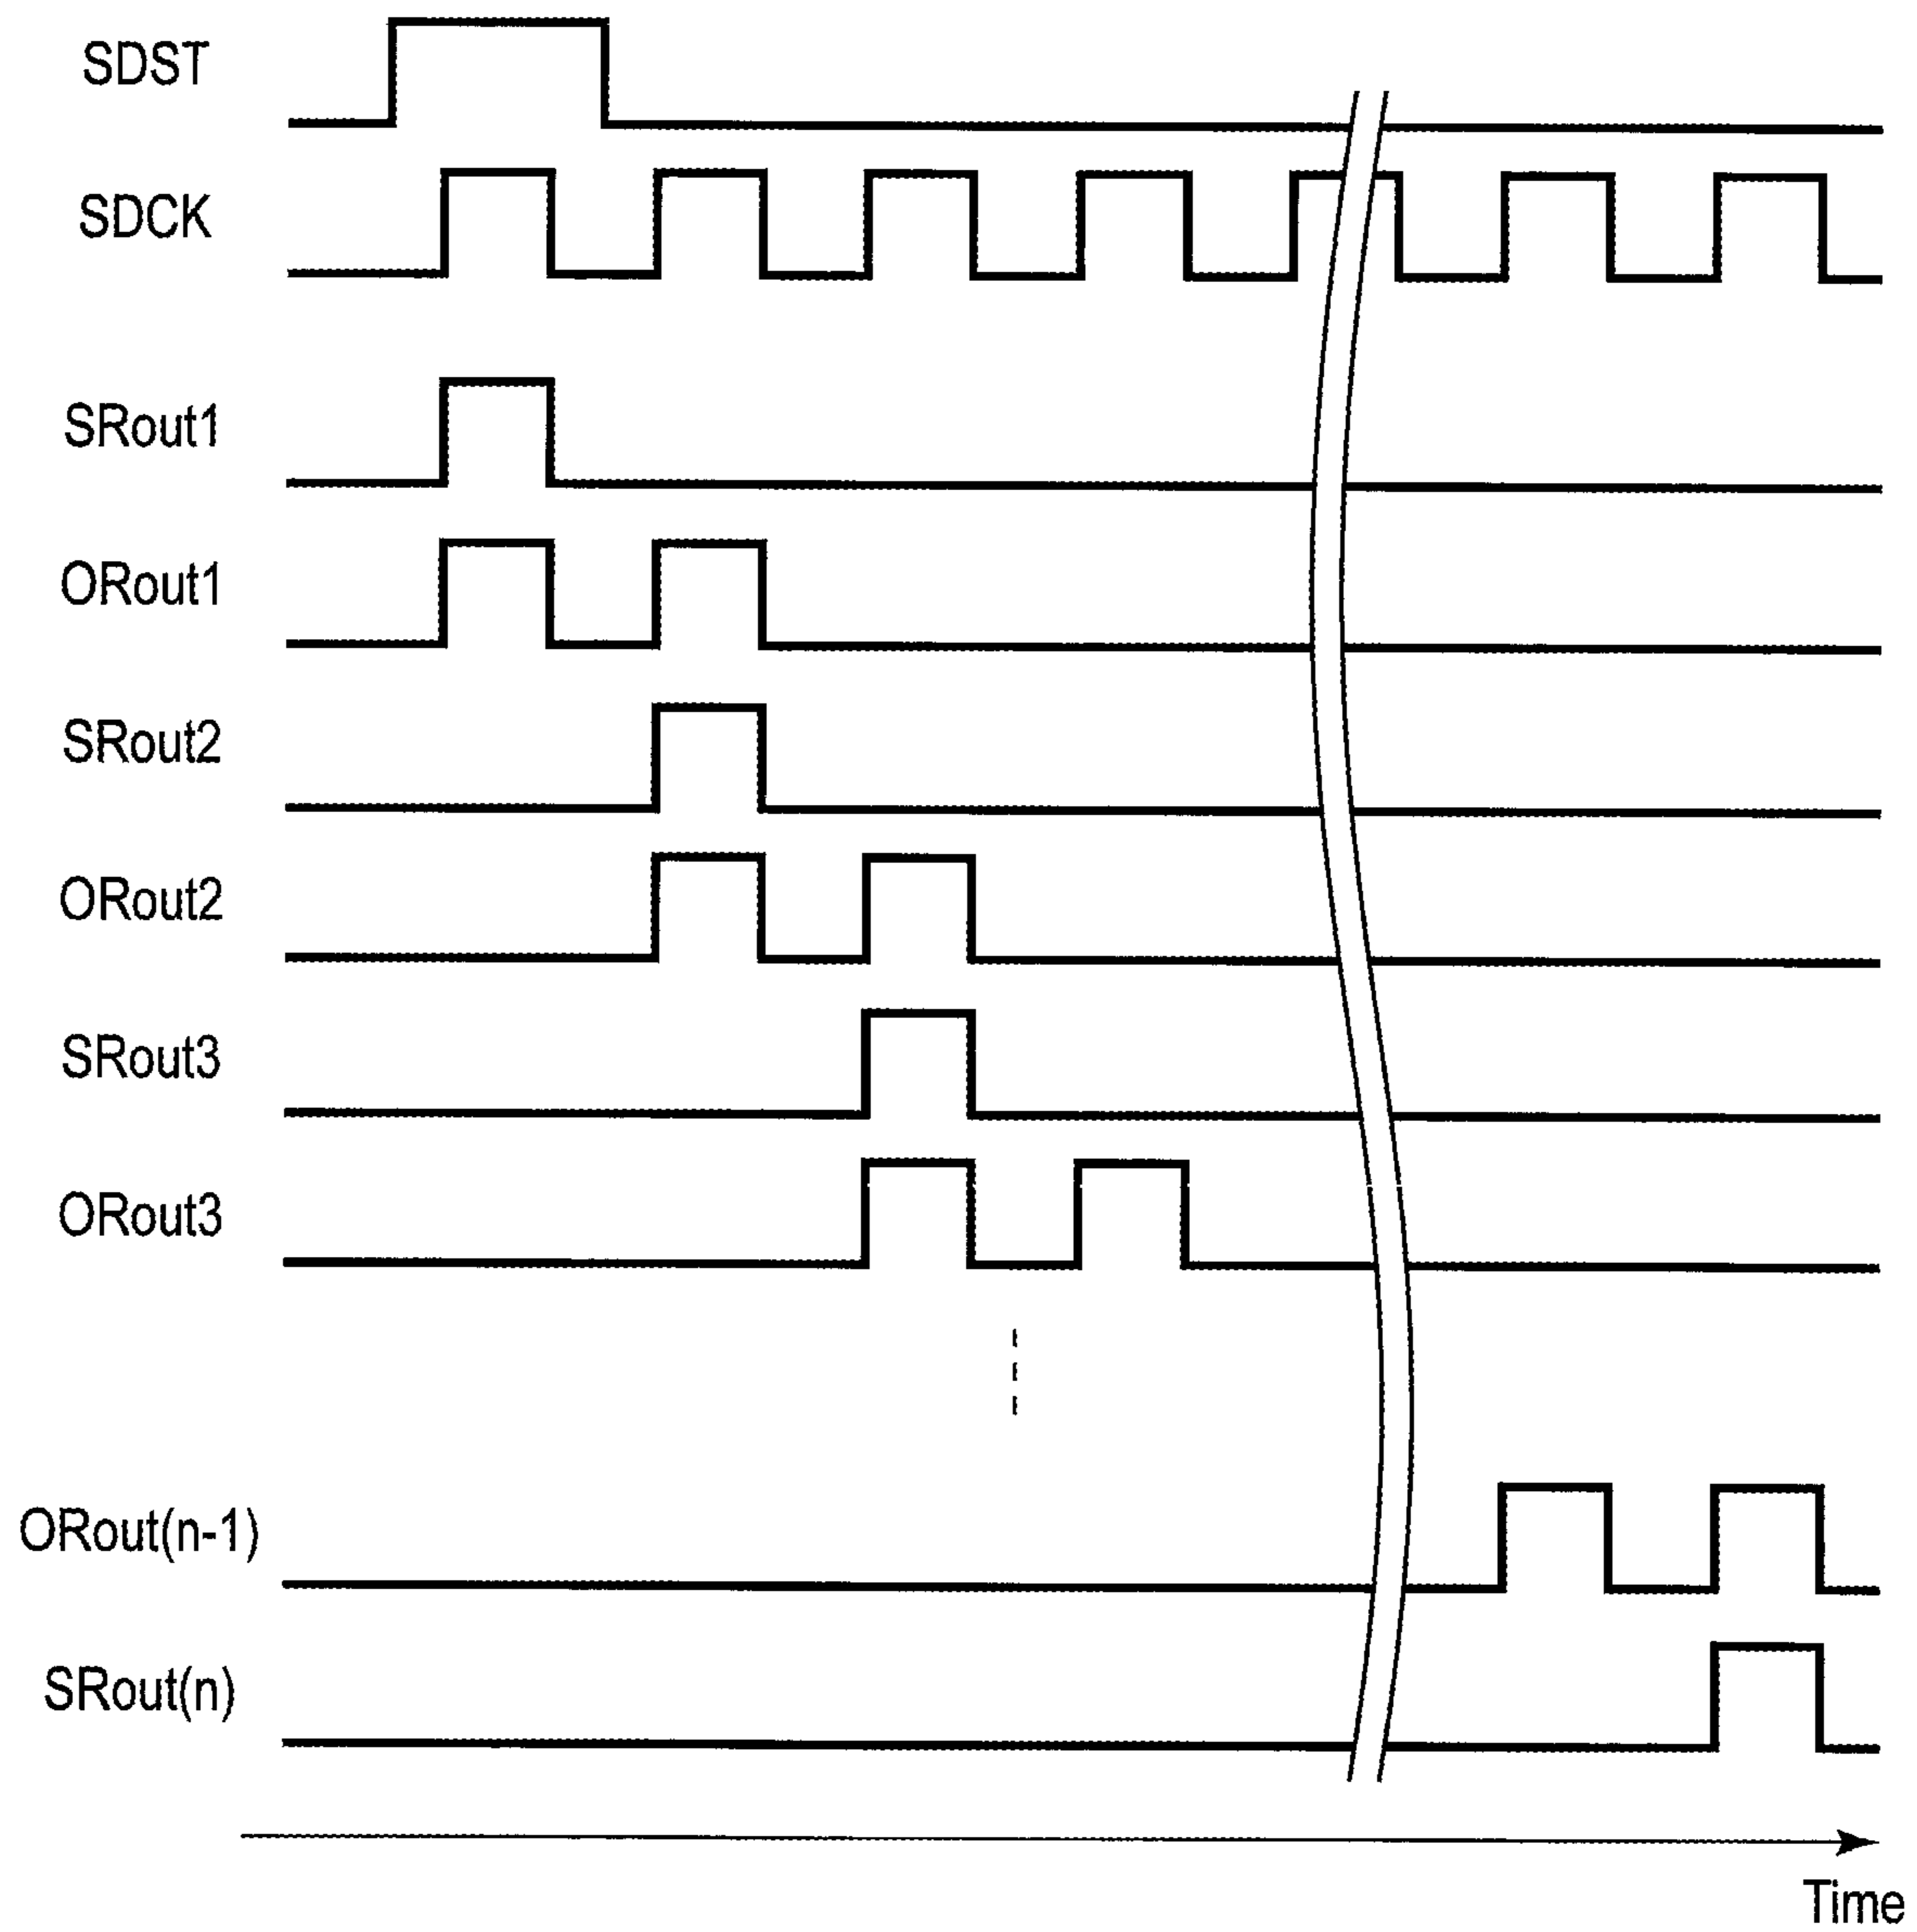 SDST
SDCK
SRout1
ORout1
SRout2
ORout2
SRout3
ORout3
ORout(n-1)
SRout(n)
Time